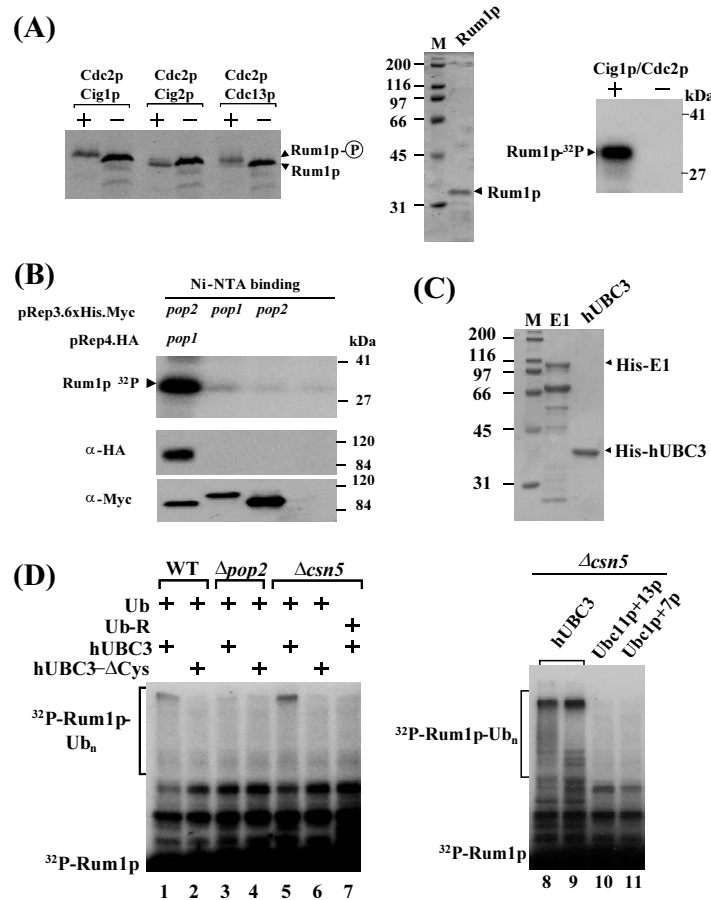 (A)
Cdc2p Cdc2p Cdc2p
Cig1p Cig2p Cdc13p
+ − + − + −
Rum1p-P
Rum1p
M Rum1p
200
116
97
66
45
31
Rum1p
Cig1p/Cdc2p
+ − kDa
41
Rum1p-³²P
27
(B)
Ni-NTA binding
pRep3.6xHis.Myc pop2 pop1 pop2
pRep4.HA pop1 kDa
41
Rum1p ³²P
27
α-HA
120
84
α-Myc
120
84
(C)
M E1 hUBC3
200
116
97
66
45
31
His-E1
His-hUBC3
(D)
WT Δpop2 Δcsn5
Ub + + + + + +
Ub-R +
hUBC3 + + + +
hUBC3−ΔCys + + +
³²P-Rum1p-
Ubₙ
³²P-Rum1p
1 2 3 4 5 6 7
Δcsn5
hUBC3 Ubc11p+13p Ubc1p+7p
³²P-Rum1p-Ubₙ
³²P-Rum1p
8 9 10 11